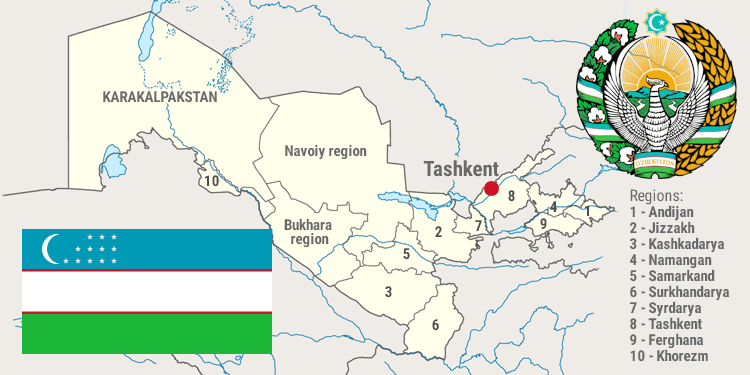 KARAKALPAKSTAN
Navoiy region
Tashkent
10
8
Bukhara
region
2
7
4
1
9
5
3
6
O'ZBEKISTON
Regions:
1 - Andijan
2 - Jizzakh
3 - Kashkadarya
4 - Namangan
5 - Samarkand
6 - Surkhandarya
7 - Syrdarya
8 - Tashkent
9 - Ferghana
10 - Khorezm